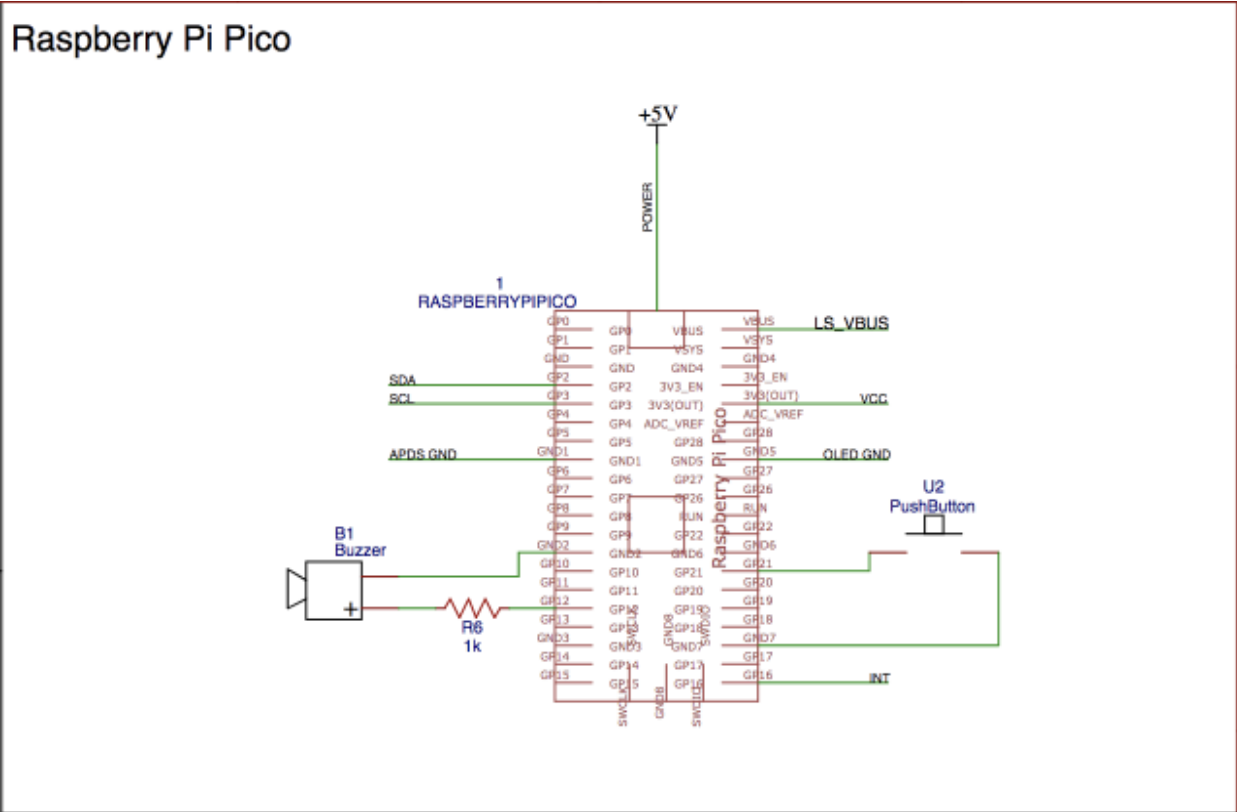 Raspberry Pi Pico
+5V
POWER
1
RASPBERRYPIPICO
GP0
GP1
GND
GP2
GP3
GP4
GP5
GND1
GP6
GP7
GP8
GP9
GND2
GP10
GP11
GP12
GP13
GND3
GP14
GP15
GP0
GP1
GND
GP2
GP3
GP4
GP5
GND1
GP6
GP7
GP8
GP9
GND2
GP10
GP11
GP12
GP13
GND3
GP14
GP15
VBUS
VSYS
GND4
3V3_EN
3V3(OUT)
ADC_VREF
GP28
GND5
GP27
GP26
RUN
GP22
GND6
GP21
GP20
GP19
GP18
GND7
GP17
GP16
VBUS
VSYS
GND4
3V3_EN
3V3(OUT)
ADC_VREF
GP28
GND5
GP27
GP26
RUN
GP22
GND6
GP21
GP20
GP19
GP18
GND7
GP17
GP16
Raspberry Pi Pico
SWCLK
GND8
SWDIO
SWCLK
GND8
SWDIO
SDA
SCL
APDS GND
LS_VBUS
VCC
OLED GND
INT
B1
Buzzer
+
R6
1k
U2
PushButton